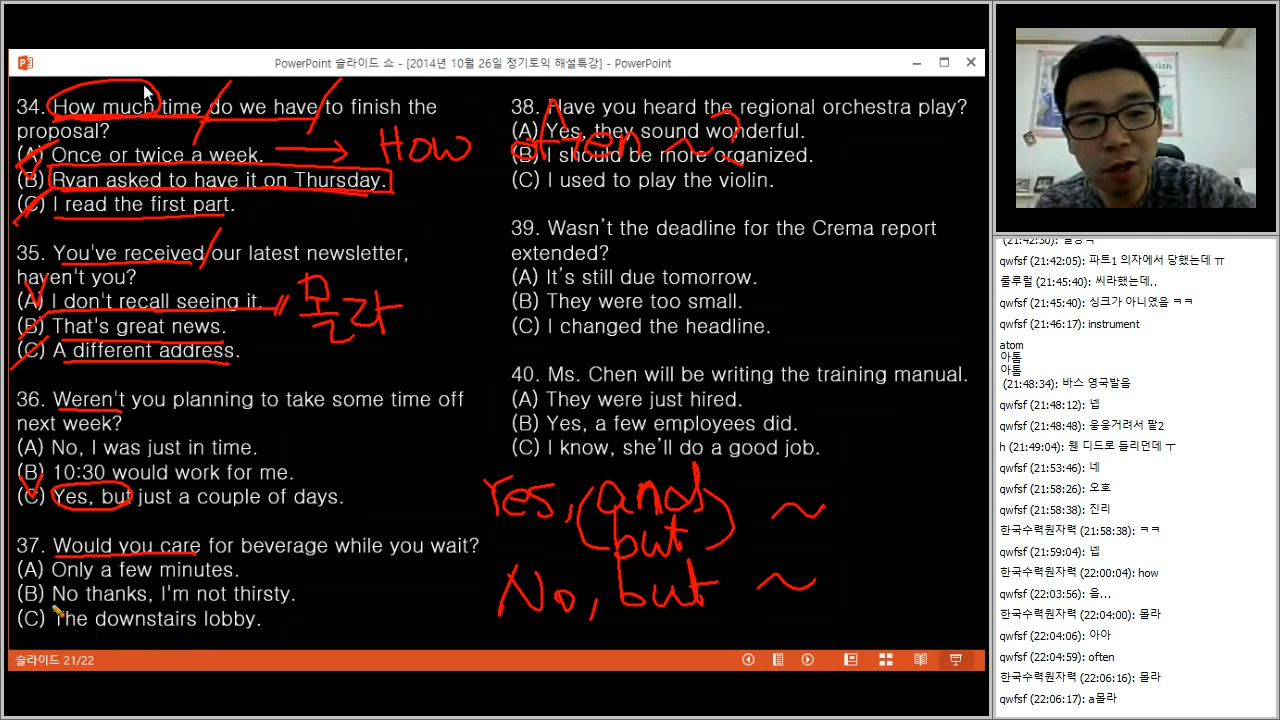 PowerPoint 슬라이드 쇼 - [2014년 10월 26일 정기토익 해설특강] - PowerPoint
34. How much time do we have to finish the
proposal?
(A) Once or twice a week.
(B) Ryan asked to have it on Thursday.
(C) I read the first part.
How often ~?
35. You've received our latest newsletter,
haven't you?
(A) I don't recall seeing it.
(B) That's great news.
(C) A different address.
몰라
36. Weren't you planning to take some time off
next week?
(A) No, I was just in time.
(B) 10:30 would work for me.
(C) Yes, but just a couple of days.
37. Would you care for beverage while you wait?
(A) Only a few minutes.
(B) No thanks, I'm not thirsty.
(C) The downstairs lobby.
38. Have you heard the regional orchestra play?
(A) Yes, they sound wonderful.
(B) I should be more organized.
(C) I used to play the violin.
39. Wasn't the deadline for the Crema report
extended?
(A) It's still due tomorrow.
(B) They were too small.
(C) I changed the headline.
40. Ms. Chen will be writing the training manual.
(A) They were just hired.
(B) Yes, a few employees did.
(C) I know, she'll do a good job.
Yes, (and
but) ~
No, but ~
슬라이드 21/22
qwfsf (21:42:05): 파트1 의자에서 당했는데 ㅠ
룰루럴 (21:45:40): 씨라했는데..
qwfsf (21:45:40): 싱크가 아니였음 ㅋㅋ
qwfsf (21:46:17): instrument
atom
아톰
아톰
(21:48:34): 바스 영국발음
qwfsf (21:48:12): 넵
qwfsf (21:48:48): 웅웅거려서 팔2
h (21:49:04): 웬 디드로 들리던데 ㅜ
qwfsf (21:53:46): 네
qwfsf (21:58:26): 오호
qwfsf (21:58:38): 진리
한국수력원자력 (21:58:38): ㅋㅋ
qwfsf (21:59:04): 넵
한국수력원자력 (22:00:04): how
qwfsf (22:03:56): 음...
한국수력원자력 (22:04:00): 몰라
qwfsf (22:04:06): 아아
qwfsf (22:04:59): often
한국수력원자력 (22:06:16): 몰라
qwfsf (22:06:17): a몰라